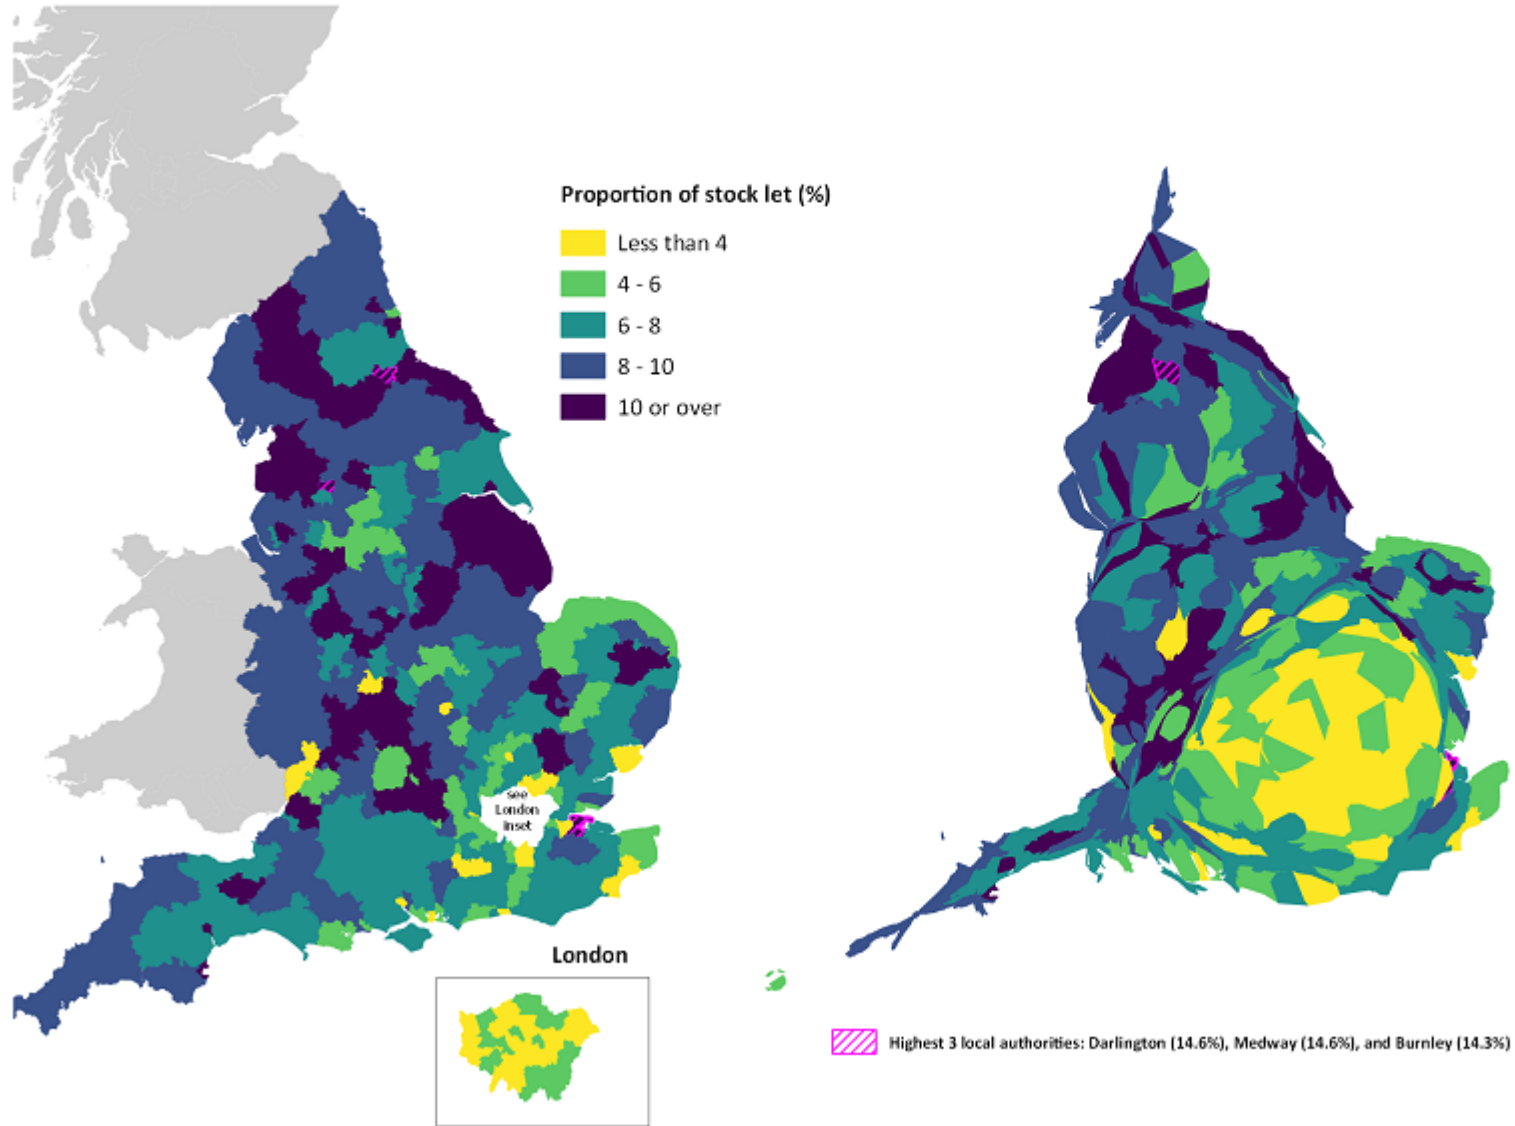 Proportion of stock let (%)
Less than 4
4 - 6
6 - 8
8 - 10
10 or over
see
London
inset
London
Highest 3 local authorities: Darlington (14.6%), Medway (14.6%), and Burnley (14.3%)